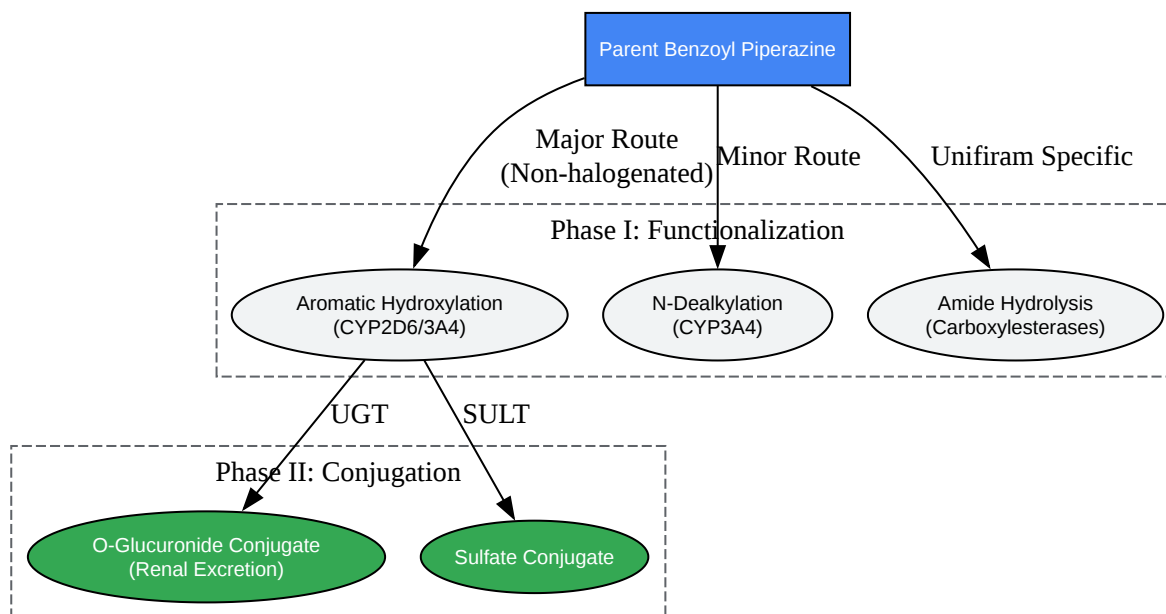 Parent Benzoyl Piperazine
Major Route
(Non-halogenated)
Minor Route
Unifiram Specific
Phase I: Functionalization
Aromatic Hydroxylation
(CYP2D6/3A4)
N-Dealkylation
(CYP3A4)
Amide Hydrolysis
(Carboxylesterases)
UGT
SULT
Phase II: Conjugation
O-Glucuronide Conjugate
(Renal Excretion)
Sulfate Conjugate